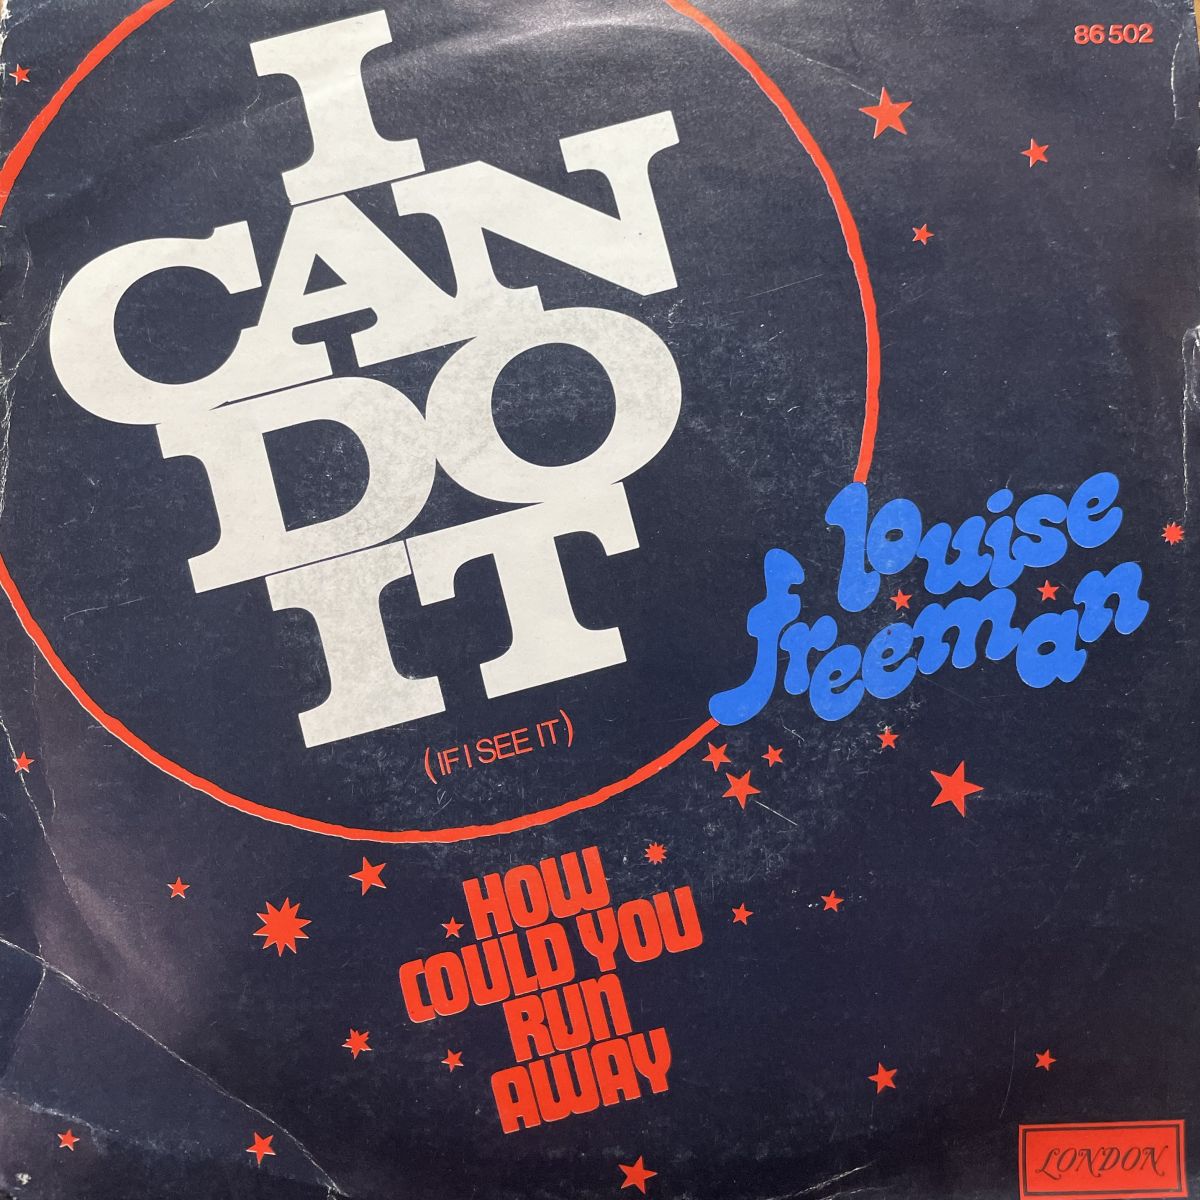 86 502
I
CAN
DO
IT
(IF I SEE IT)
louise
freeman
HOW
COULD YOU
RUN
AWAY
LONDON